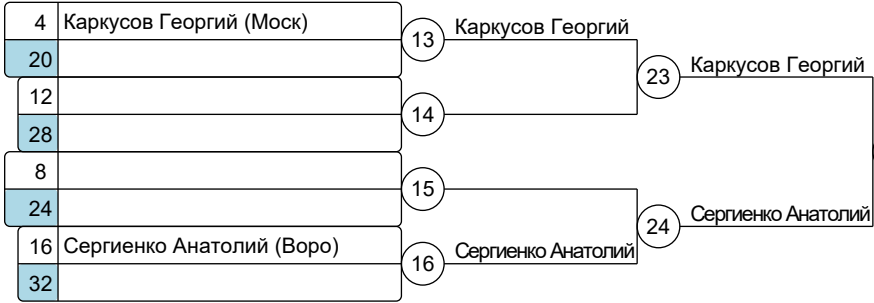 4 Каркусов Георгий (Моск)
20
13 Каркусов Георгий
12
28
14
23 Каркусов Георгий
8
24
15
16 Сергиенко Анатолий (Воро)
32
16 Сергиенко Анатолий
24 Сергиенко Анатолий